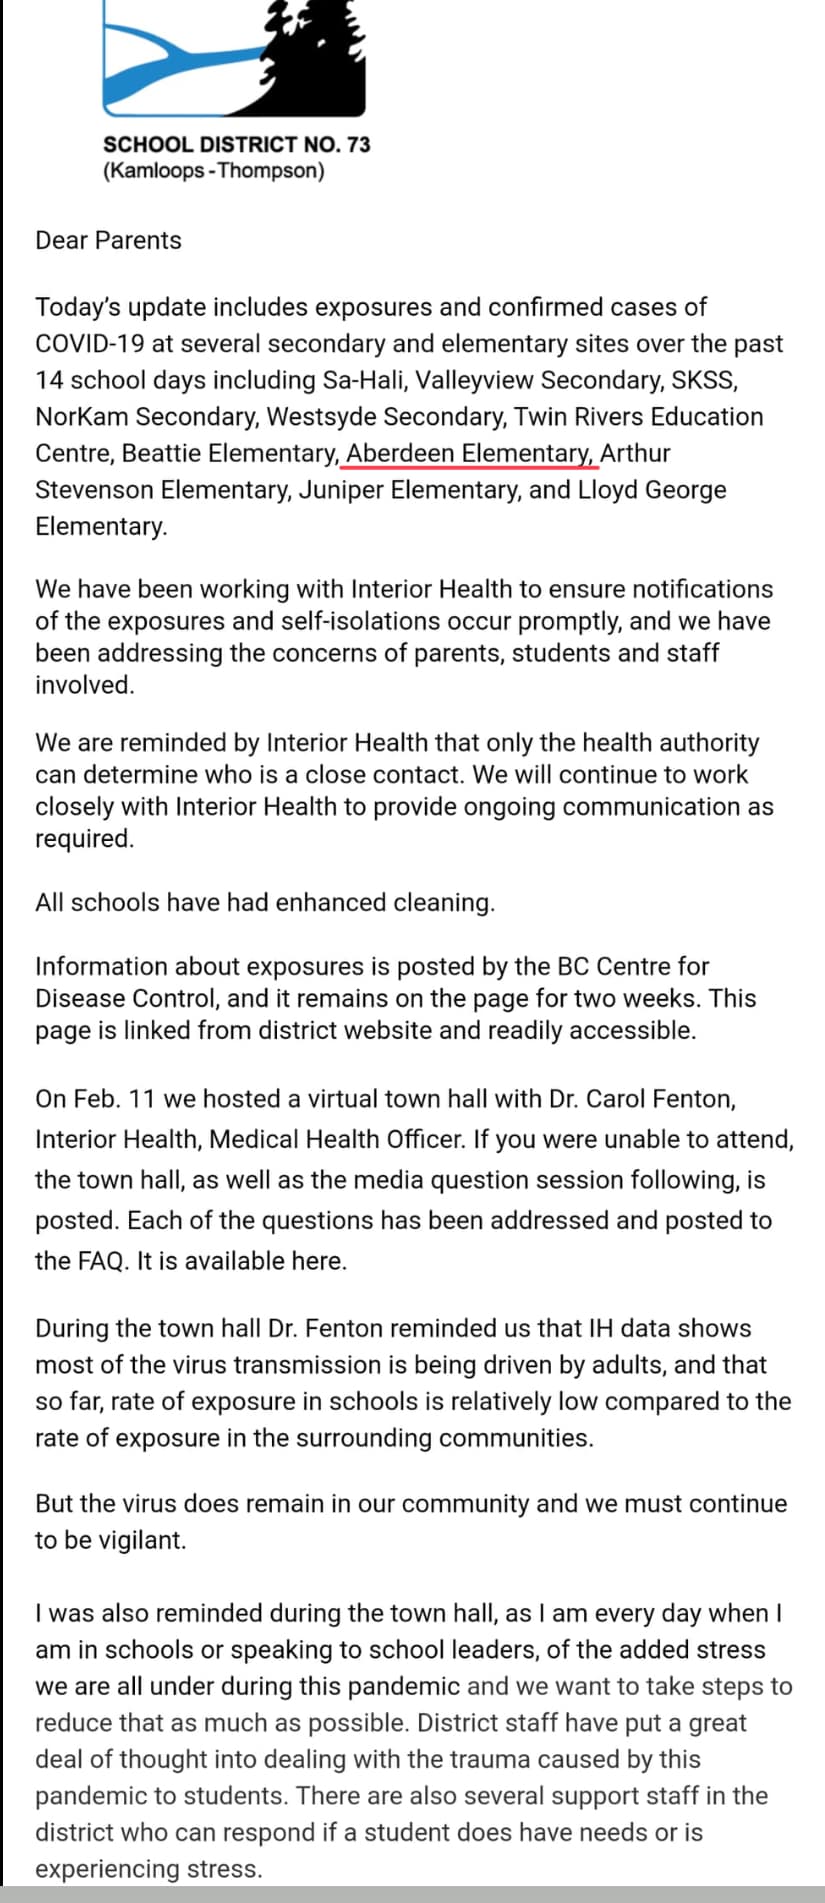 SCHOOL DISTRICT NO. 73
(Kamloops-Thompson)
Dear Parents
Today's update includes exposures and confirmed cases of
COVID-19 at several secondary and elementary sites over the past
14 school days including Sa-Hali, Valleyview Secondary, SKSS,
NorKam Secondary, Westsyde Secondary, Twin Rivers Education
Centre, Beattie Elementary, Aberdeen Elementary, Arthur
Stevenson Elementary, Juniper Elementary, and Lloyd George
Elementary.
We have been working with Interior Health to ensure notifications
of the exposures and self-isolations occur promptly, and we have
been addressing the concerns of parents, students and staff
involved.
We are reminded by Interior Health that only the health authority
can determine who is a close contact. We will continue to work
closely with Interior Health to provide ongoing communication as
required.
All schools have had enhanced cleaning.
Information about exposures is posted by the BC Centre for
Disease Control, and it remains on the page for two weeks. This
page is linked from district website and readily accessible.
On Feb. 11 we hosted a virtual town hall with Dr. Carol Fenton,
Interior Health, Medical Health Officer. If you were unable to attend,
the town hall, as well as the media question session following, is
posted. Each of the questions has been addressed and posted to
the FAQ. It is available here.
During the town hall Dr. Fenton reminded us that IH data shows
most of the virus transmission is being driven by adults, and that
so far, rate of exposure in schools is relatively low compared to the
rate of exposure in the surrounding communities.
But the virus does remain in our community and we must continue
to be vigilant.
I was also reminded during the town hall, as I am every day when I
am in schools or speaking to school leaders, of the added stress
we are all under during this pandemic and we want to take steps to
reduce that as much as possible. District staff have put a great
deal of thought into dealing with the trauma caused by this
pandemic to students. There are also several support staff in the
district who can respond if a student does have needs or is
experiencing stress.